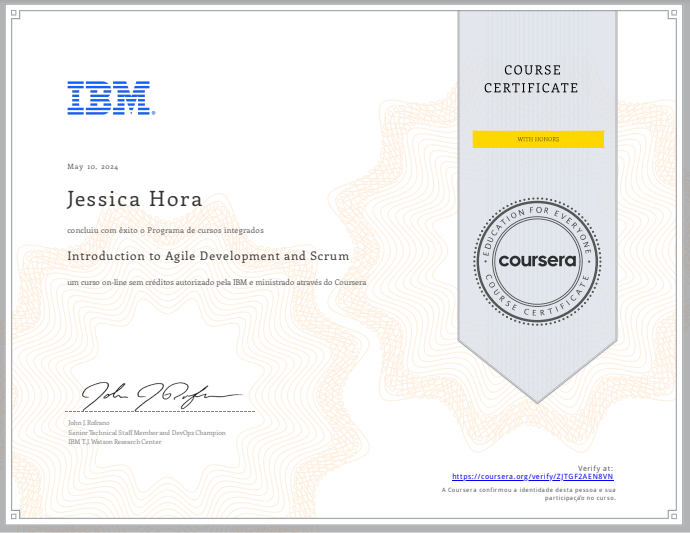 IBM®
May 10, 2024
Jessica Hora
concluiu com êxito o Programa de cursos integrados
Introduction to Agile Development and Scrum
um curso on-line sem créditos autorizado pela IBM e ministrado através do Coursera
John J. Rofrano
Senior Technical Staff Member and DevOps Champion
IBM T.J. Watson Research Center
COURSE
CERTIFICATE
WITH HONORS
EDUCATION FOR EVERYONE
coursera
COURSE CERTIFICATE
Verify at:
https://coursera.org/verify/ZJTGF2AEN8VN
A Coursera confirmou a identidade desta pessoa e sua
participação no curso.